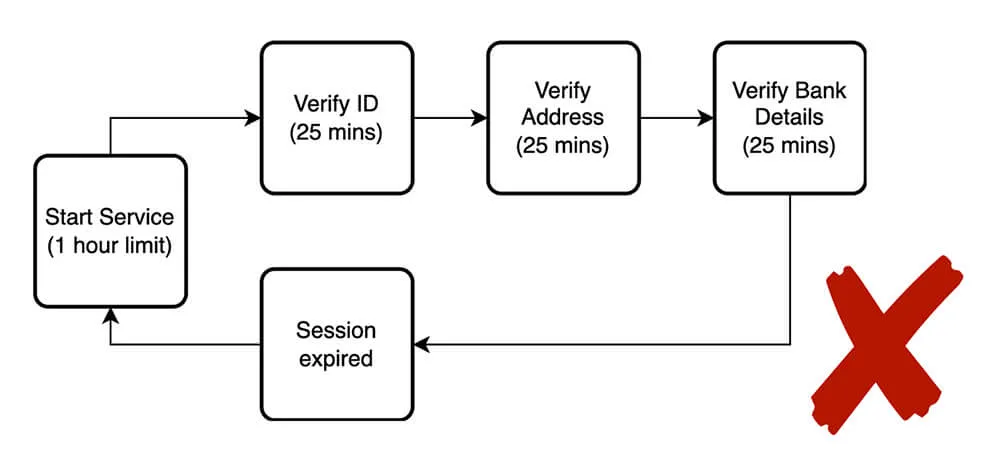 Verify ID
(25 mins)
Verify
Address
(25 mins)
Verify Bank
Details
(25 mins)
Start Service
(1 hour limit)
Session
expired